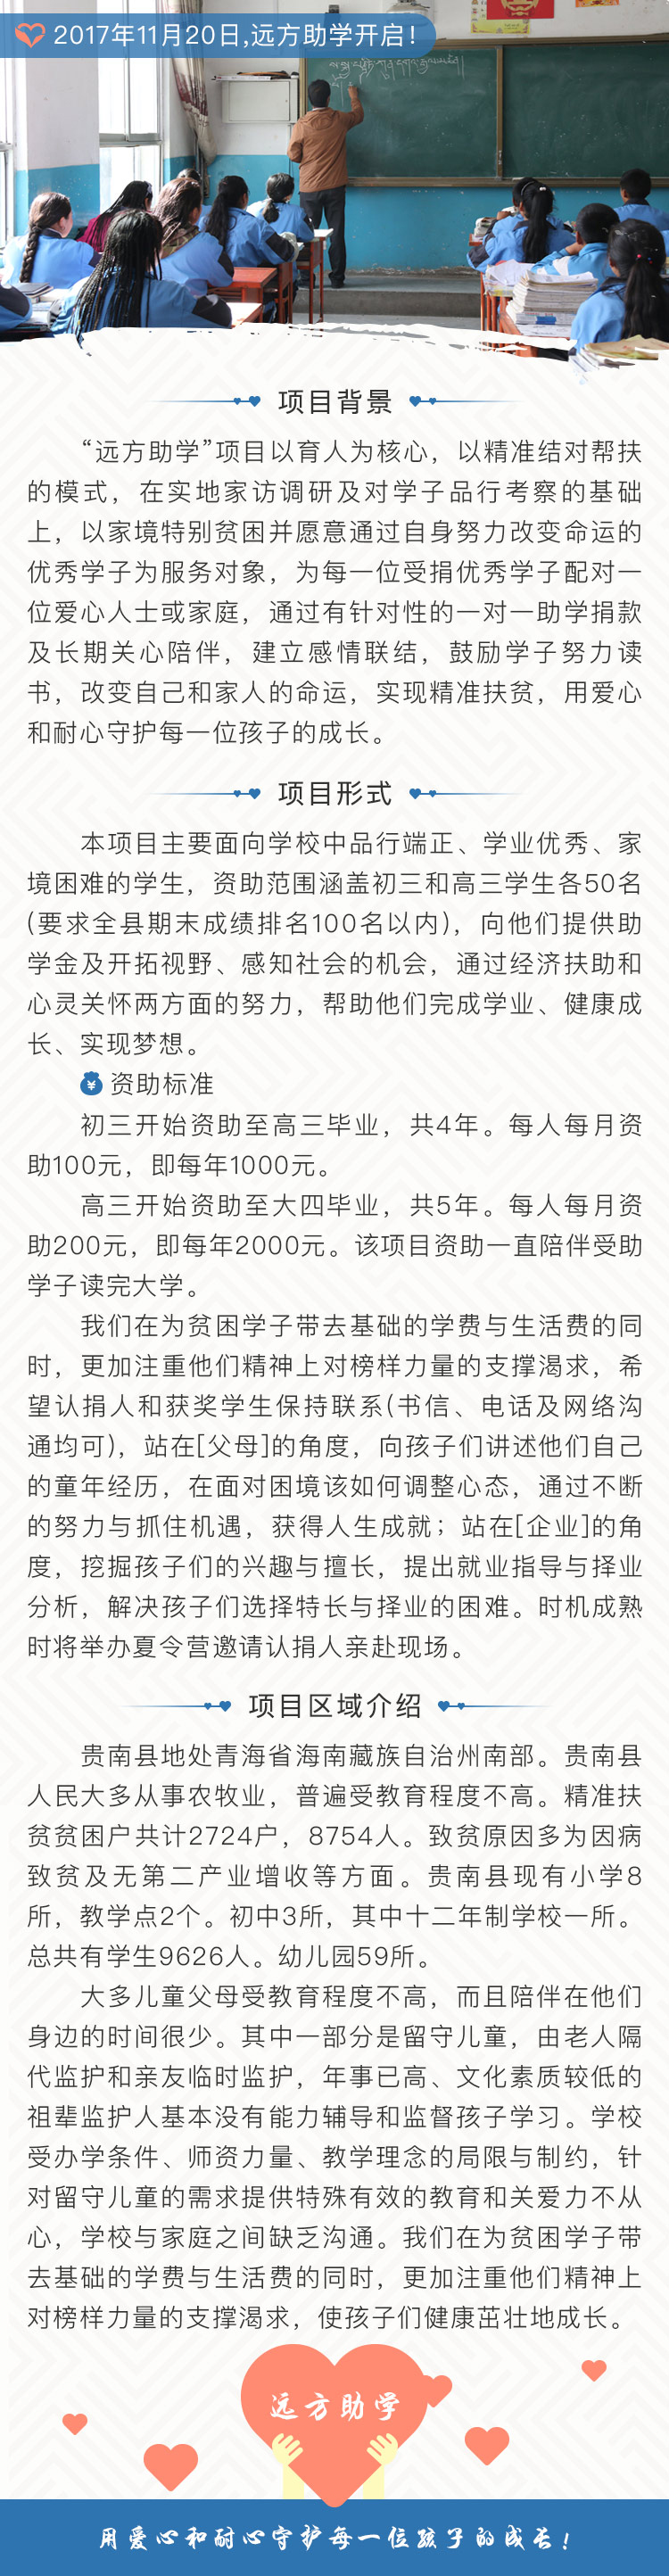 2017年11月20日,远方助学开启！
项目背景
“远方助学”项目以育人为核心，以精准结对帮扶
的模式，在实地家访调研及对学子品行考察的基础
上，以家境特别贫困并愿意通过自身努力改变命运的
优秀学子为服务对象，为每一位受捐优秀学子配对一
位爱心人士或家庭，通过有针对性的一对一助学捐款
及长期关心陪伴，建立感情联结，鼓励学子努力读
书，改变自己和家人的命运，实现精准扶贫，用爱心
和耐心守护每一位孩子的成长。
项目形式
本项目主要面向学校中品行端正、学业优秀、家
境困难的学生，资助范围涵盖初三和高三学生各50名
(要求全县期末成绩排名100名以内)，向他们提供助
学金及开拓视野、感知社会的机会，通过经济扶助和
心灵关怀两方面的努力，帮助他们完成学业、健康成
长、实现梦想。
¥ 资助标准
初三开始资助至高三毕业，共4年。每人每月资
助100元，即每年1000元。
高三开始资助至大四毕业，共5年。每人每月资
助200元，即每年2000元。该项目资助一直陪伴受助
学子读完大学。
我们在为贫困学子带去基础的学费与生活费的同
时，更加注重他们精神上对榜样力量的支撑渴求，希
望认捐人和获奖学生保持联系(书信、电话及网络沟
通均可)，站在[父母]的角度，向孩子们讲述他们自己
的童年经历，在面对困境该如何调整心态，通过不断
的努力与抓住机遇，获得人生成就；站在[企业]的角
度，挖掘孩子们的兴趣与擅长，提出就业指导与择业
分析，解决孩子们选择特长与择业的困难。时机成熟
时将举办夏令营邀请认捐人亲赴现场。
项目区域介绍
贵南县地处青海省海南藏族自治州南部。贵南县
人民大多从事农牧业，普遍受教育程度不高。精准扶
贫贫困户共计2724户，8754人。致贫原因多为因病
致贫及无第二产业增收等方面。贵南县现有小学8
所，教学点2个。初中3所，其中十二年制学校一所。
总共有学生9626人。幼儿园59所。
大多儿童父母受教育程度不高，而且陪伴在他们
身边的时间很少。其中一部分是留守儿童，由老人隔
代监护和亲友临时监护，年事已高、文化素质较低的
祖辈监护人基本没有能力辅导和监督孩子学习。学校
受办学条件、师资力量、教学理念的局限与制约，针
对留守儿童的需求提供特殊有效的教育和关爱力不从
心，学校与家庭之间缺乏沟通。我们在为贫困学子带
去基础的学费与生活费的同时，更加注重他们精神上
对榜样力量的支撑渴求，使孩子们健康茁壮地成长。
远方助学
用爱心和耐心守护每一位孩子的成长！